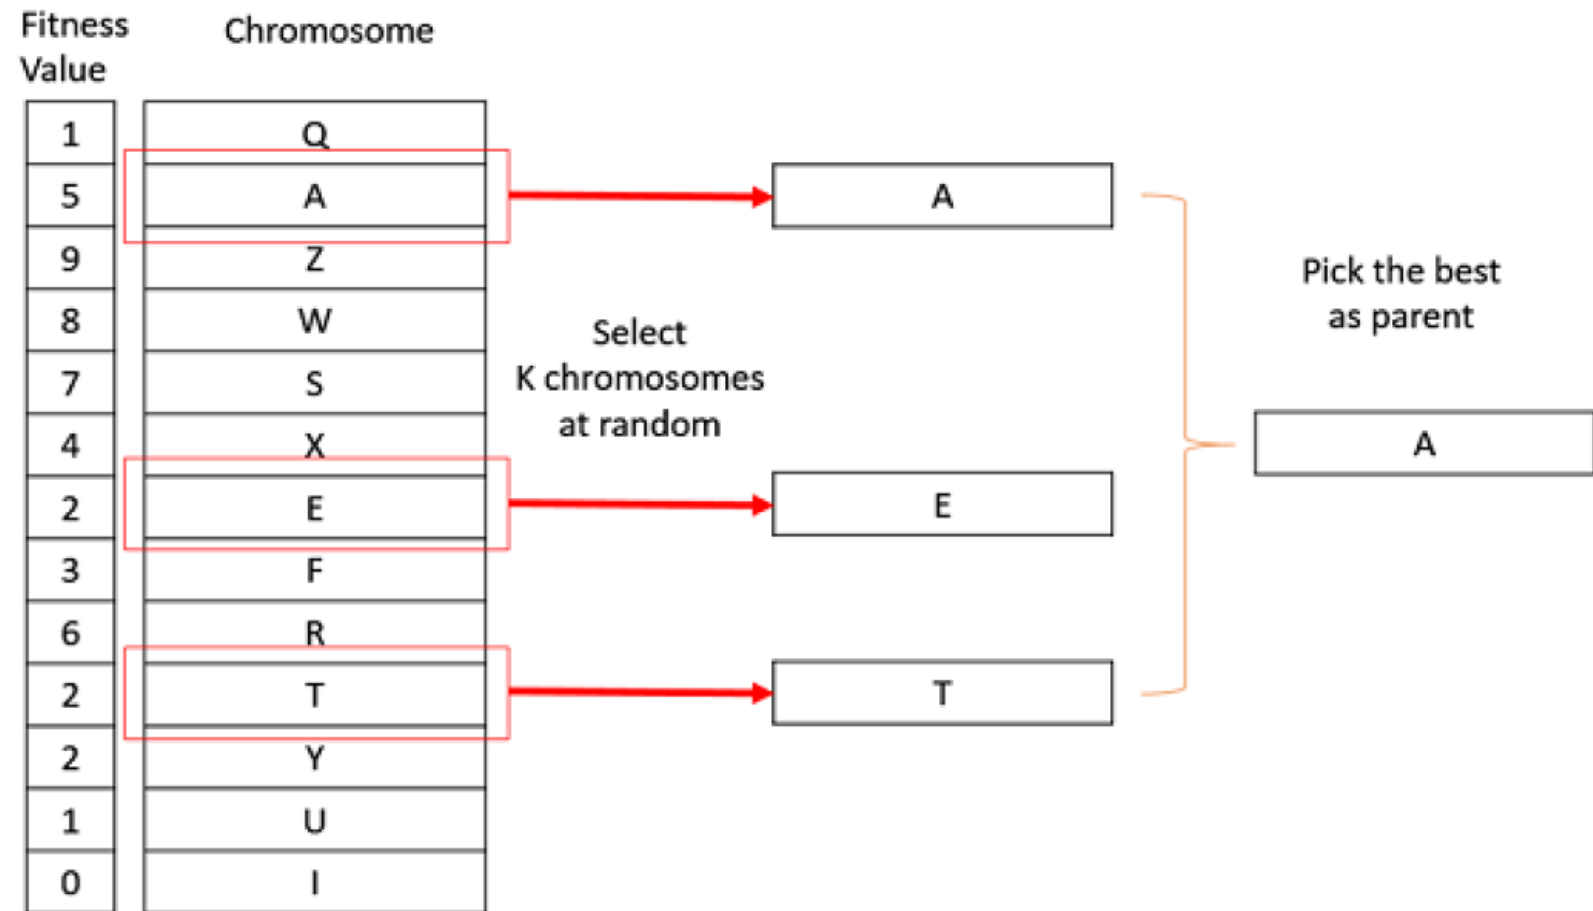 Fitness
Value
Chromosome
1 Q
5 A A
9 Z
8 W
7 S
4 X
2 E E
3 F
6 R
2 T T
2 Y
1 U
0 I
Select
K chromosomes
at random
Pick the best
as parent
A